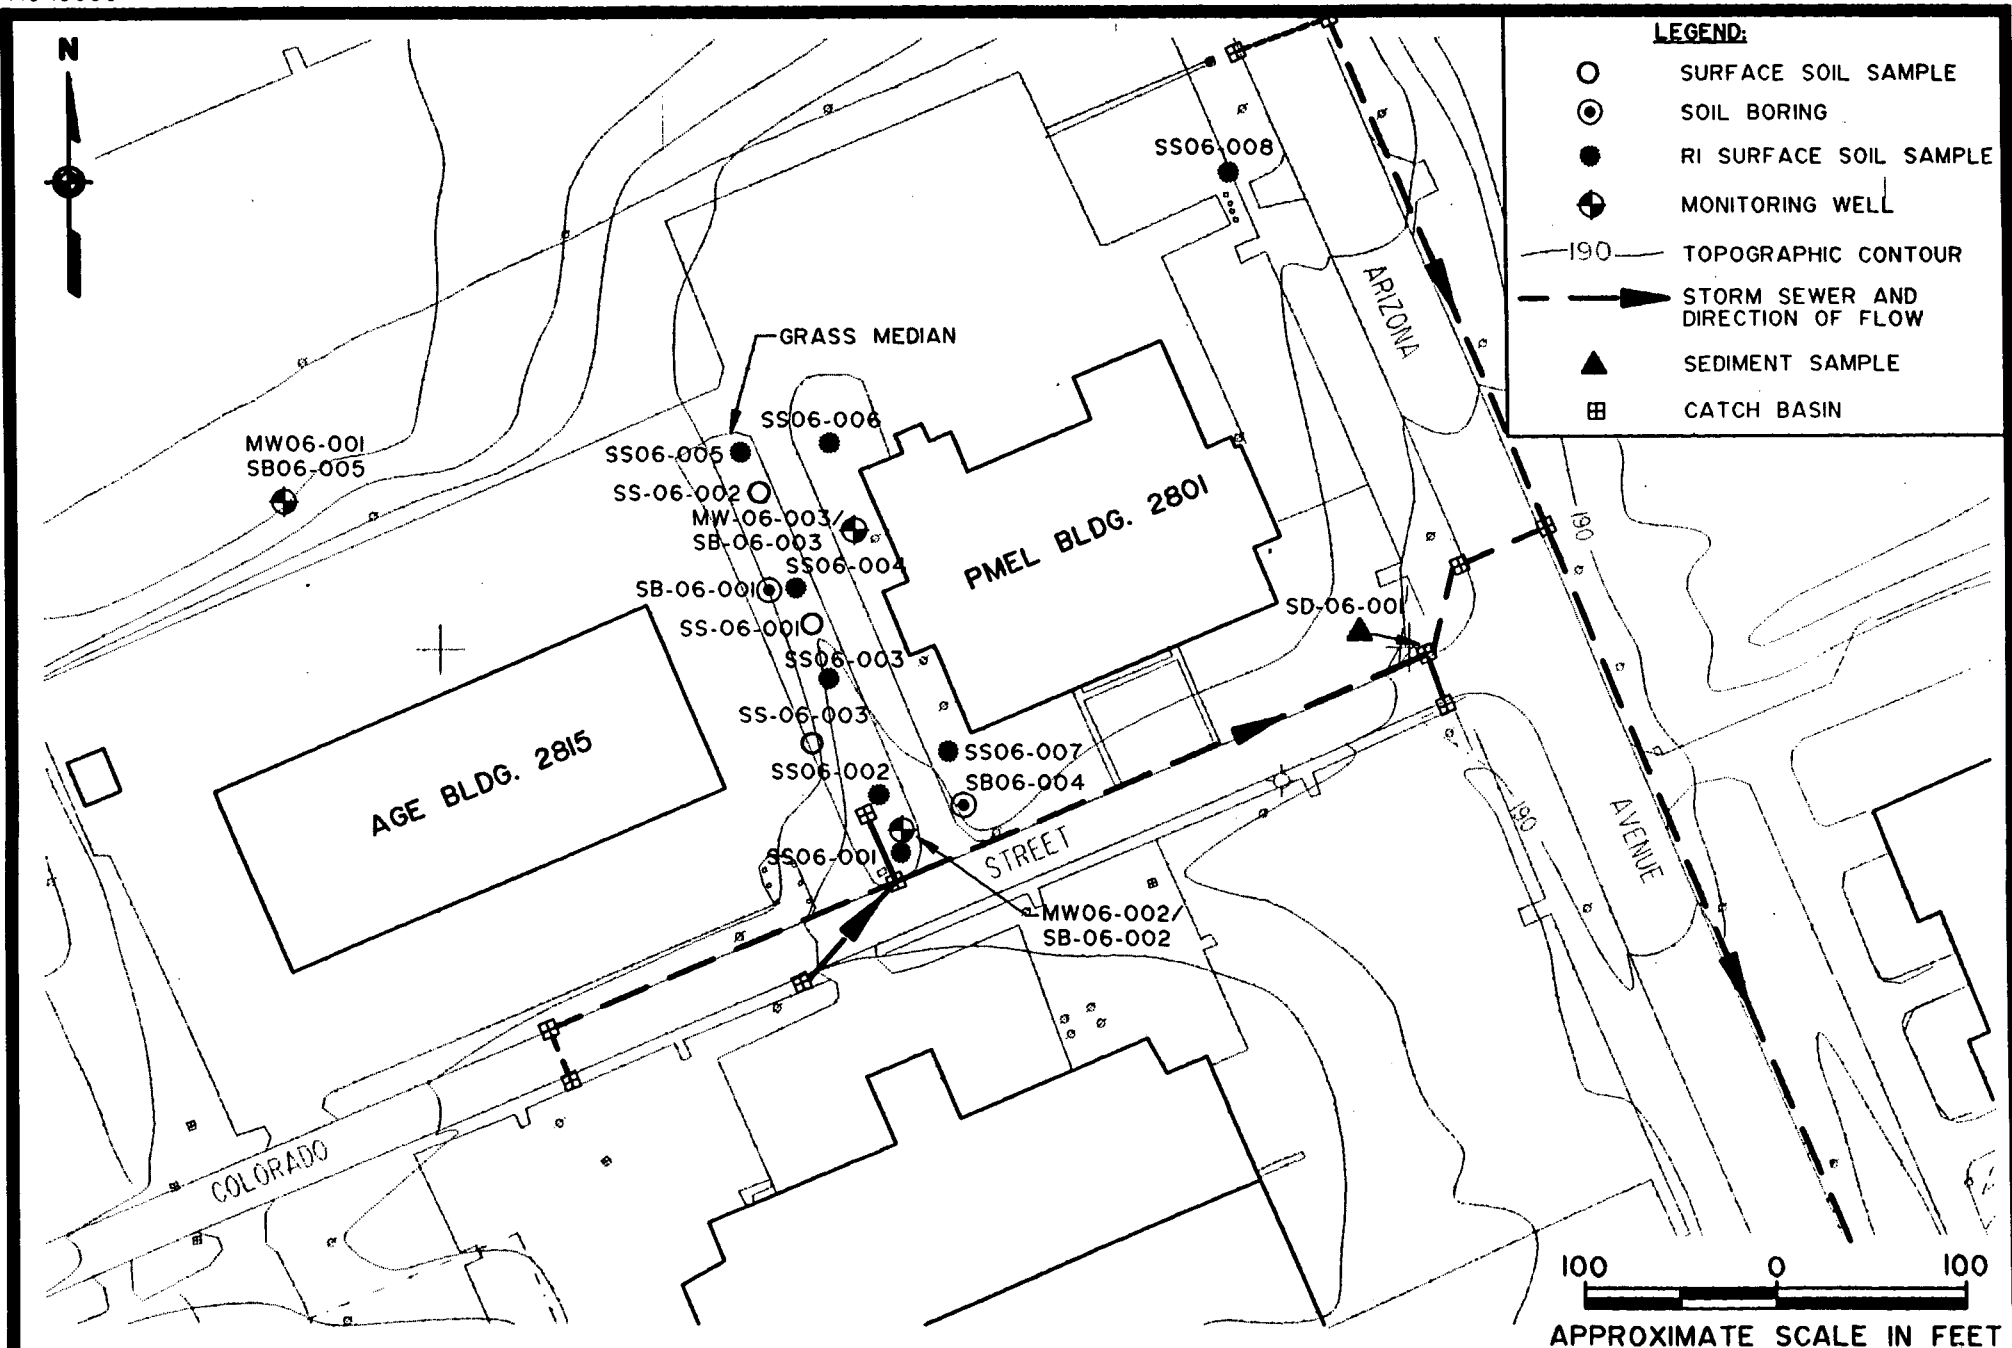 N
LEGEND:
SURFACE SOIL SAMPLE
SOIL BORING
RI SURFACE SOIL SAMPLE
MONITORING WELL
190 TOPOGRAPHIC CONTOUR
STORM SEWER AND
DIRECTION OF FLOW
SEDIMENT SAMPLE
CATCH BASIN
SS06-008
ARIZONA
GRASS MEDIAN
SS06-006
MW06-001
SB06-005
SS06-005
SS-06-002
MW-06-003/
SB-06-003
PMEL BLDG. 2801
190
SS06-004
SB-06-001
SD-06-001
SS-06-001
SS06-003
SS-06-003
AGE BLDG. 2815
SS06-007
SS06-002
SB06-004
190
AVENUE
SS06-001
STREET
MW06-002/
SB-06-002
COLORADO
100 0 100
APPROXIMATE SCALE IN FEET